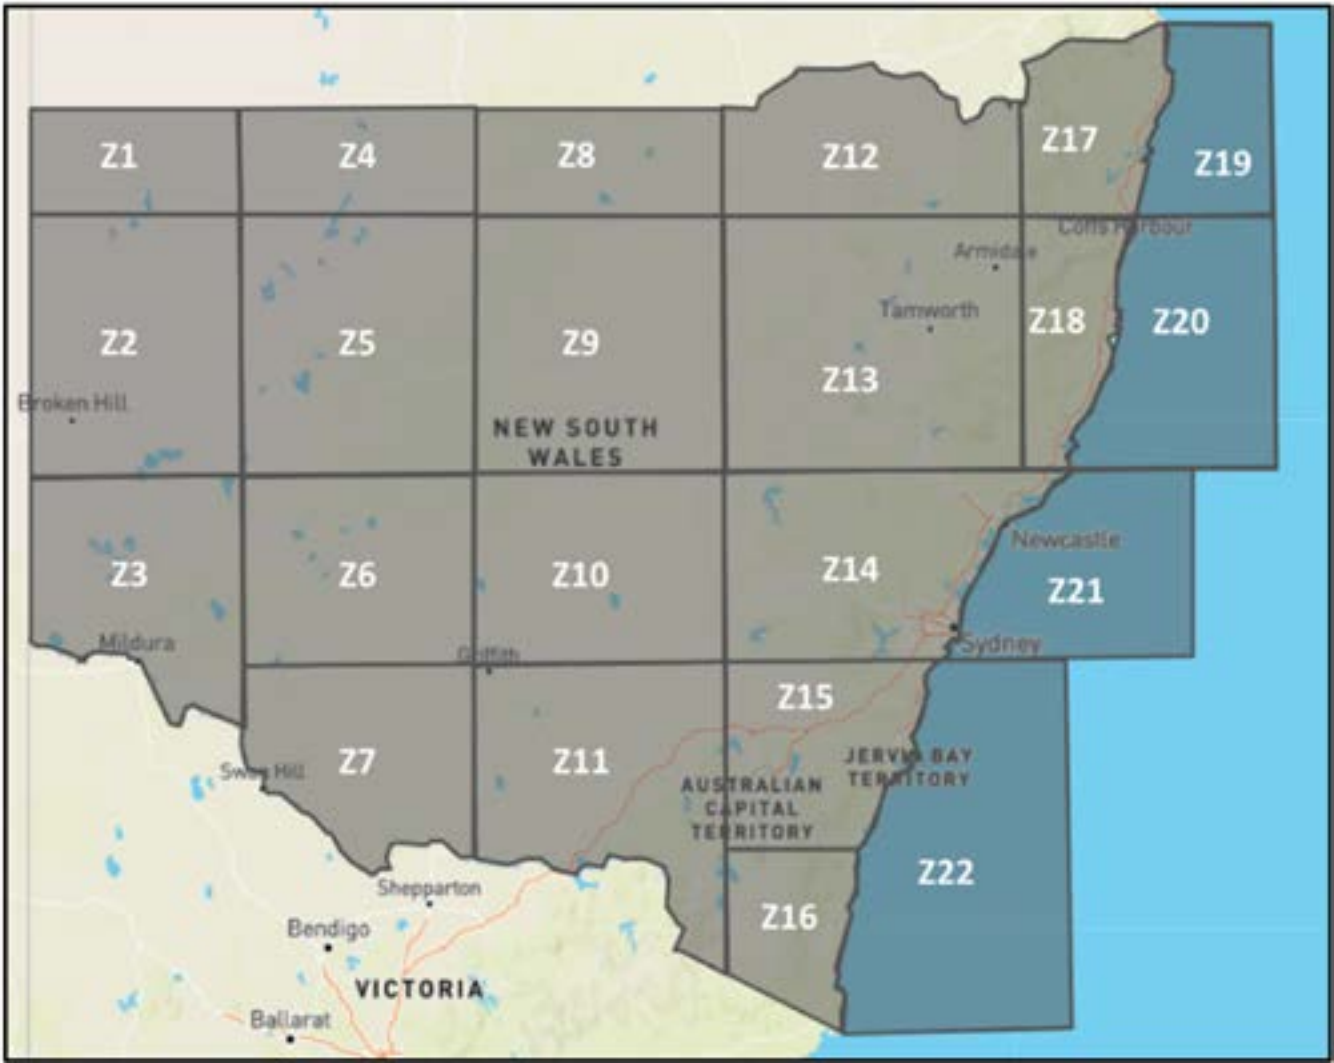 Z1
Z4
Z8
Z12
Z17
Z19
Coffs Harbour
Armidale
Tamworth
Z2
Z5
Z9
Z13
Z18
Z20
Broken Hill
NEW SOUTH
WALES
Z3
Z6
Z10
Z14
Newcastle
Z21
Mildura
Griffith
Sydney
Z15
Z7
Z11
Swan Hill
JERVIS BAY
TERRITORY
AUSTRALIAN
CAPITAL
TERRITORY
Z22
Shepparton
Z16
Bendigo
VICTORIA
Ballarat